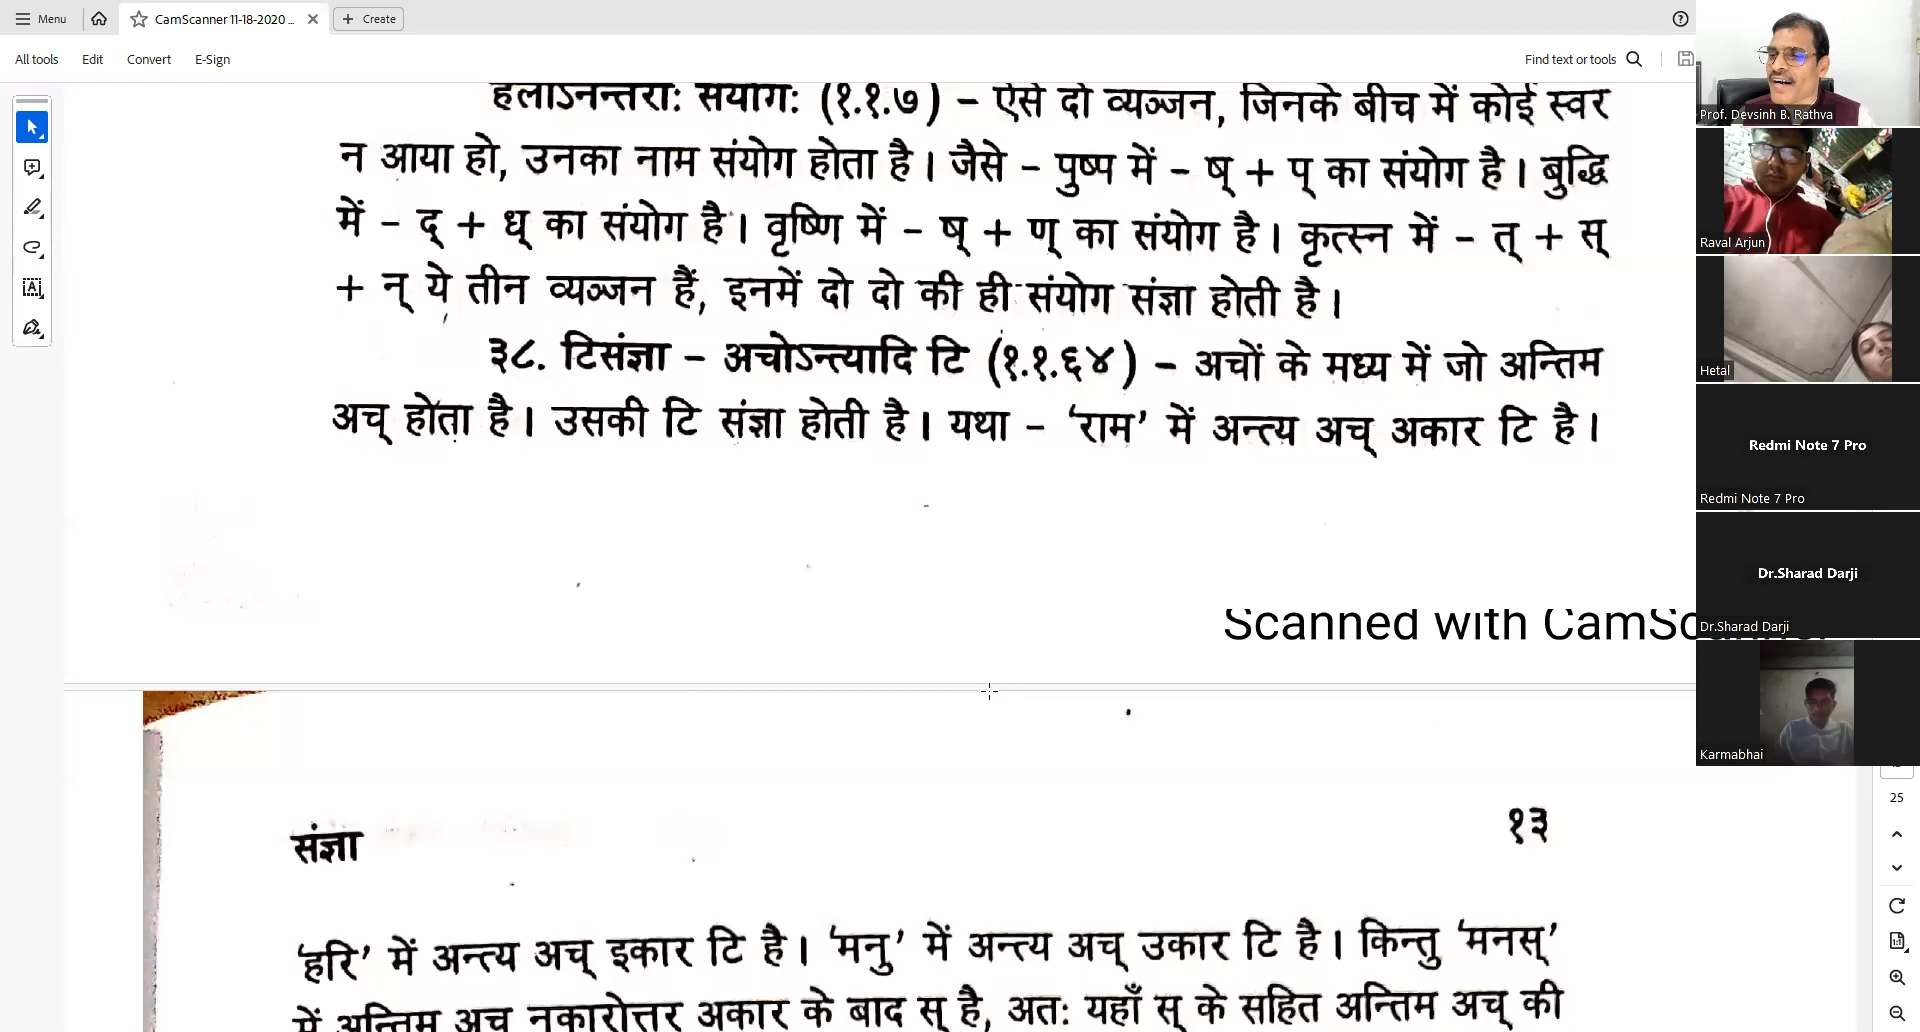 Menu
CamScanner 11-18-2020 ...
Create
All tools
Edit
Convert
E-Sign
Find text or tools
हलोऽनन्तराः संयोगः (१.१.७) – ऐसे दो व्यञ्जन, जिनके बीच में कोई स्वर
न आया हो, उनका नाम संयोग होता है। जैसे – पुष्प में – ष् + प् का संयोग है। बुद्धि
में – द् + ध् का संयोग है। वृष्णि में – ष् + ण् का संयोग है। कृत्स्न में – त् + स्
+ न् ये तीन व्यञ्जन हैं, इनमें दो दो की ही संयोग संज्ञा होती है।
३८. टिसंज्ञा – अचोऽन्त्यादि टि (१.१.६४) – अचों के मध्य में जो अन्तिम
अच् होता है। उसकी टि संज्ञा होती है। यथा – ‘राम’ में अन्त्य अच् अकार टि है।
Scanned with CamScanner
संज्ञा १३
‘हरि’ में अन्त्य अच् इकार टि है। ‘मनु’ में अन्त्य अच् उकार टि है। किन्तु ‘मनस्’
में अन्तिम अच् नकारोत्तर अकार के बाद स् है, अतः यहाँ स् के सहित अन्तिम अच् की
Prof. Devsinh B. Rathva
Raval Arjun
Hetal
Redmi Note 7 Pro
Redmi Note 7 Pro
Dr.Sharad Darji
Dr.Sharad Darji
Karmabhai
25